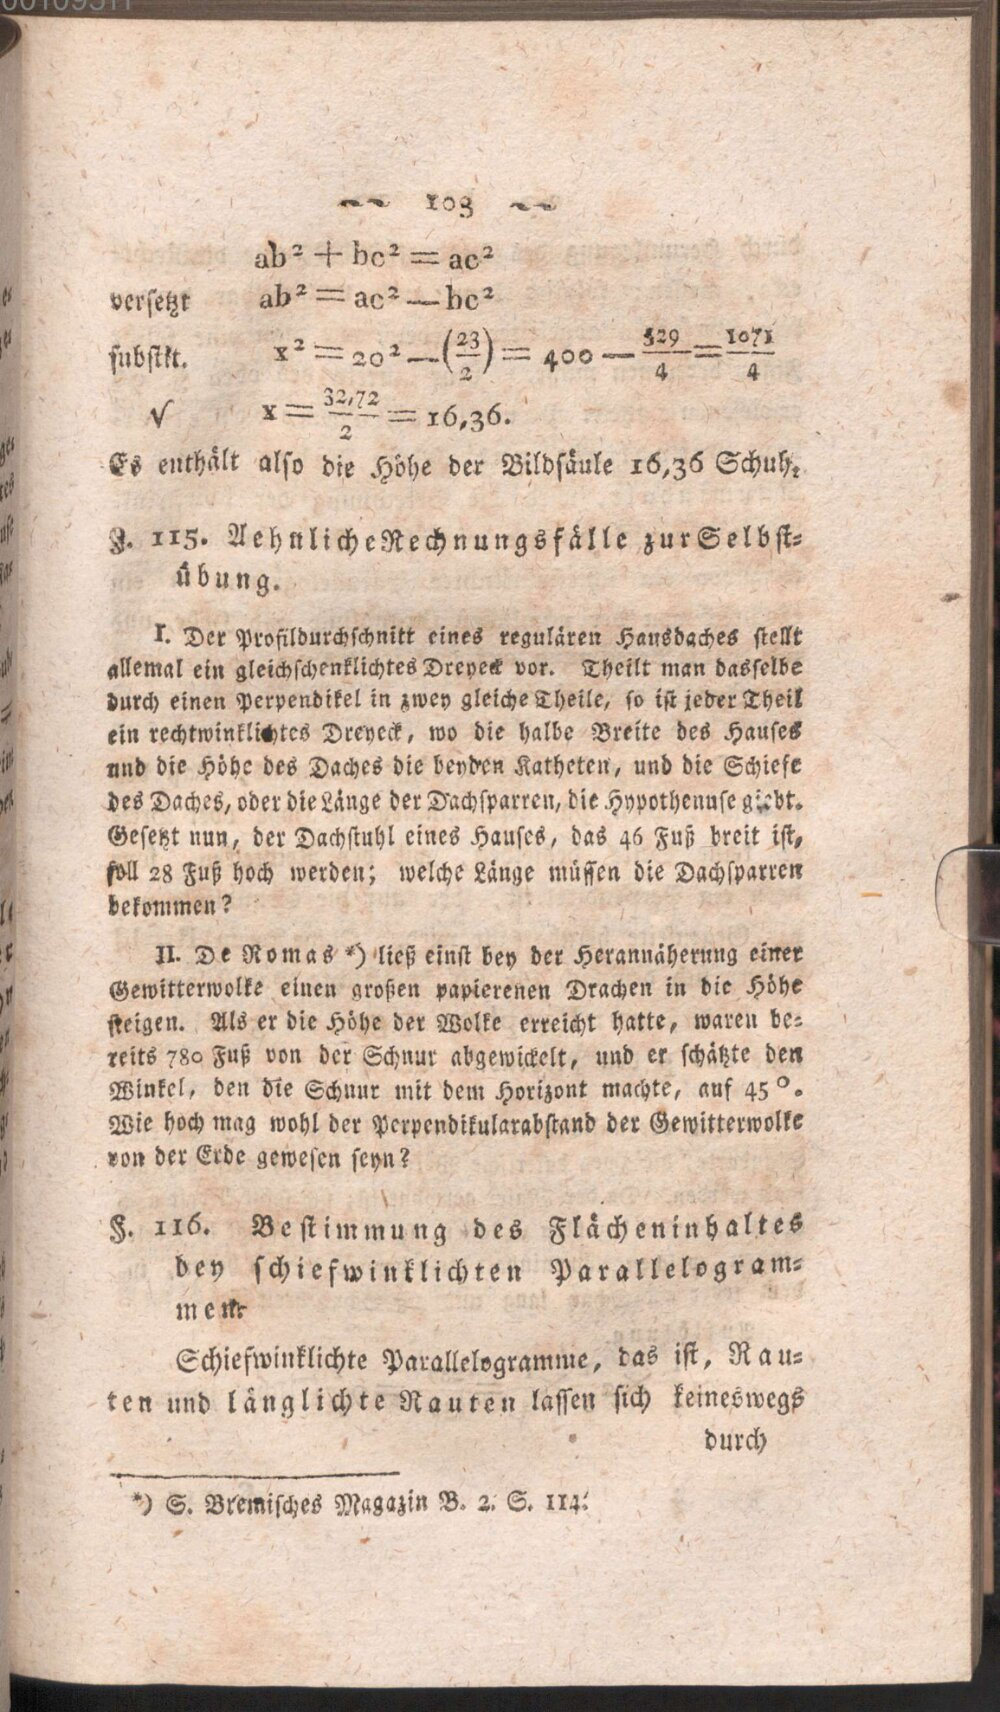 103
ab² + bc² = ac²
versetzt ab² = ac² — bc²
substit. x² = 20² — (23/2) = 400 — 529/4 = 1071/4
√ x = 32,72/2 = 16,36.
Es enthält also die Höhe der Bildsäule 16,36 Schuh.
§. 115. Aehnliche Rechnungsfälle zur Selbst-
übung.
I. Der Profildurchschnitt eines regulären Hausdaches stellt
allemal ein gleichschenklichtes Dreyeck vor. Theilt man dasselbe
durch einen Perpendikel in zwey gleiche Theile, so ist jeder Theil
ein rechtwinklichtes Dreyeck, wo die halbe Breite des Hauses
und die Höhe des Daches die beyden Katheten, und die Schiefe
des Daches, oder die Länge der Dachsparren, die Hypothenuse giebt.
Gesetzt nun, der Dachstuhl eines Hauses, das 46 Fuß breit ist,
soll 28 Fuß hoch werden; welche Länge müssen die Dachsparren
bekommen?
II. De Romas *) ließ einst bey der Herannäherung einer
Gewitterwolke einen großen papierenen Drachen in die Höhe
steigen. Als er die Höhe der Wolke erreicht hatte, waren be-
reits 780 Fuß von der Schnur abgewickelt, und er schätzte den
Winkel, den die Schnur mit dem Horizont machte, auf 45°.
Wie hoch mag wohl der Perpendikularabstand der Gewitterwolke
von der Erde gewesen seyn?
§. 116. Bestimmung des Flächeninhaltes
bey schiefwinklichten Parallelogram-
men.
Schiefwinklichte Parallelogramme, das ist, Rau-
ten und länglichte Rauten lassen sich keineswegs
durch
*) S. Bremisches Magazin B. 2. S. 114.